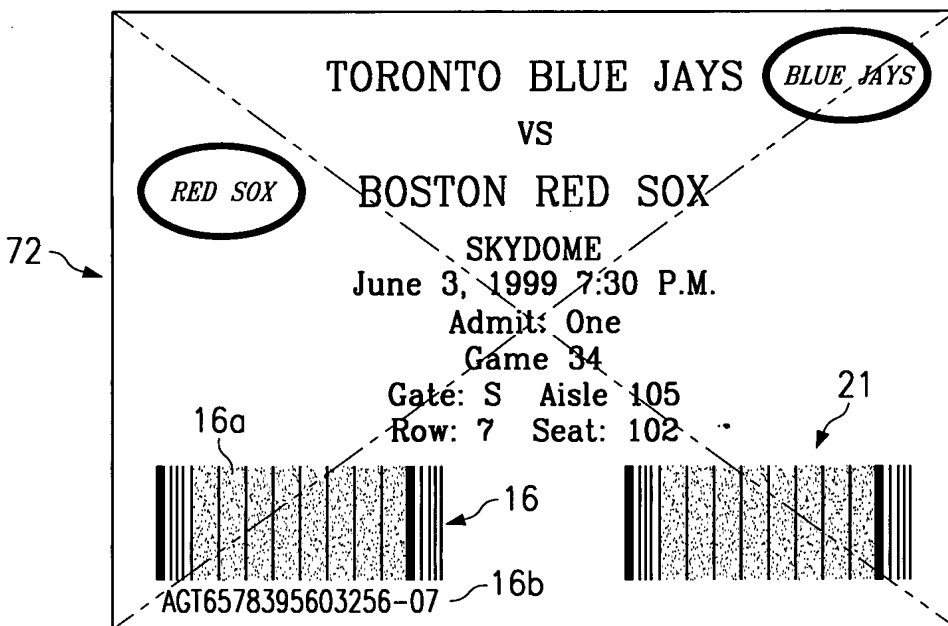 TORONTO BLUE JAYS
BLUE JAYS
VS
RED SOX
BOSTON RED SOX
72
SKYDOME
June 3, 1999 7:30 P.M.
Admits One
Game 34
Gate: S Aisle 105
21
16a
Row: 7 Seat: 102
16
AGT6578395603256-07
16b